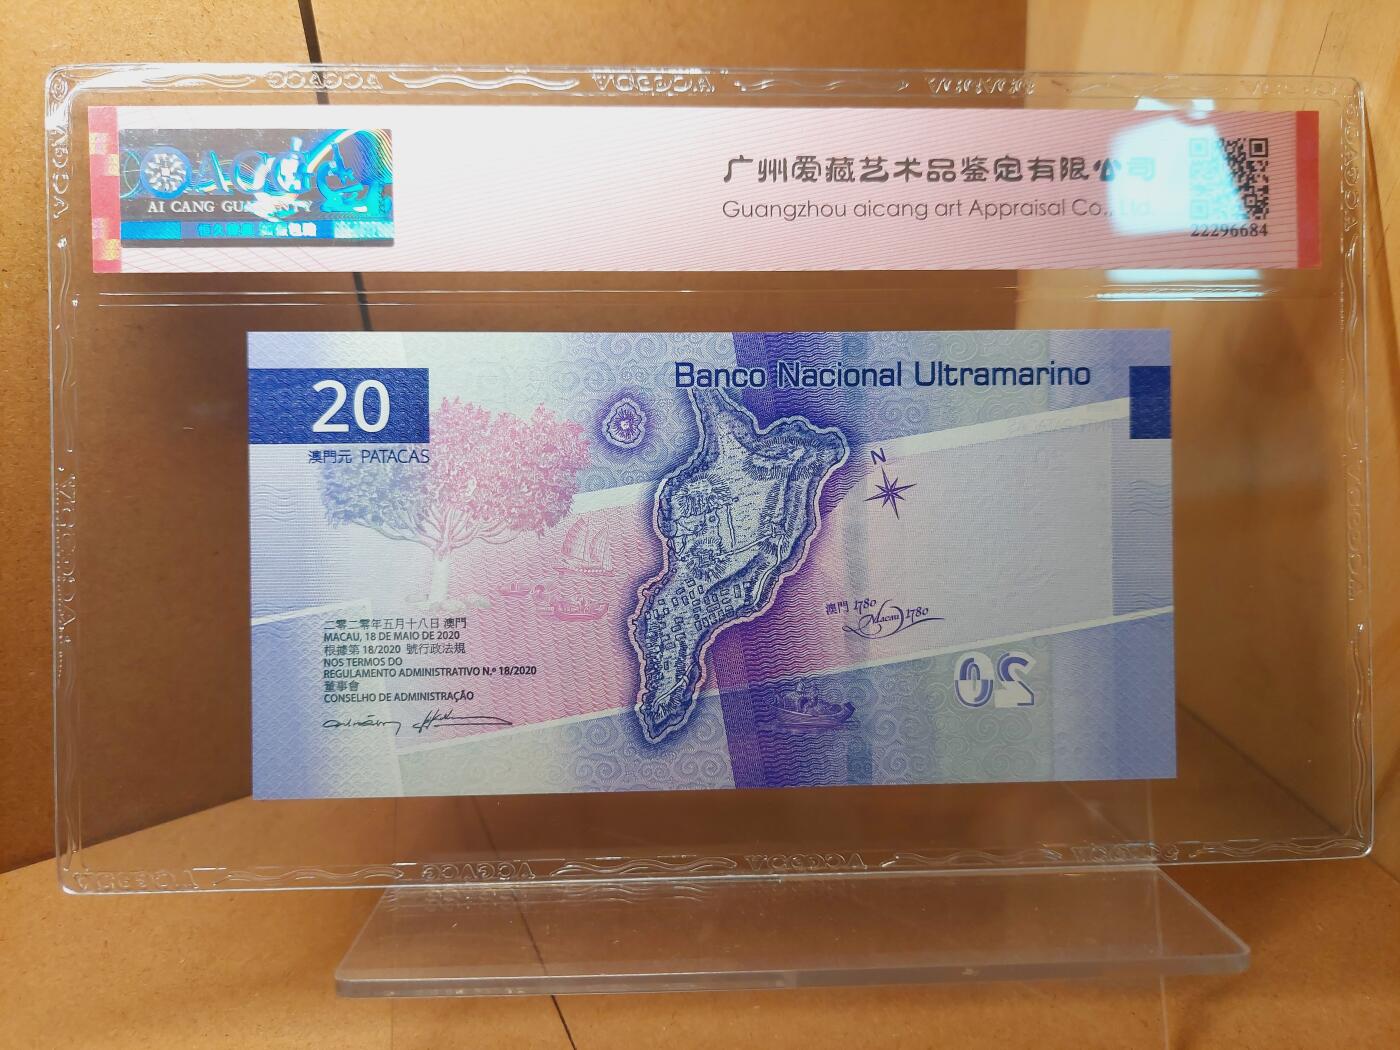 AI CANG GUARANTY
广州爱藏艺术品鉴定有限公司
Guangzhou aicang art Appraisal Co., Ltd.
22296684
20
澳門元 PATACAS
Banco Nacional Ultramarino
N
澳門 1780
Macau 1780
二零二零年五月十八日 澳門
MACAU, 18 DE MAIO DE 2020
根據第 18/2020 號行政法規
NOS TERMOS DO
REGULAMENTO ADMINISTRATIVO N.º 18/2020
董事會
CONSELHO DE ADMINISTRAÇÃO
20